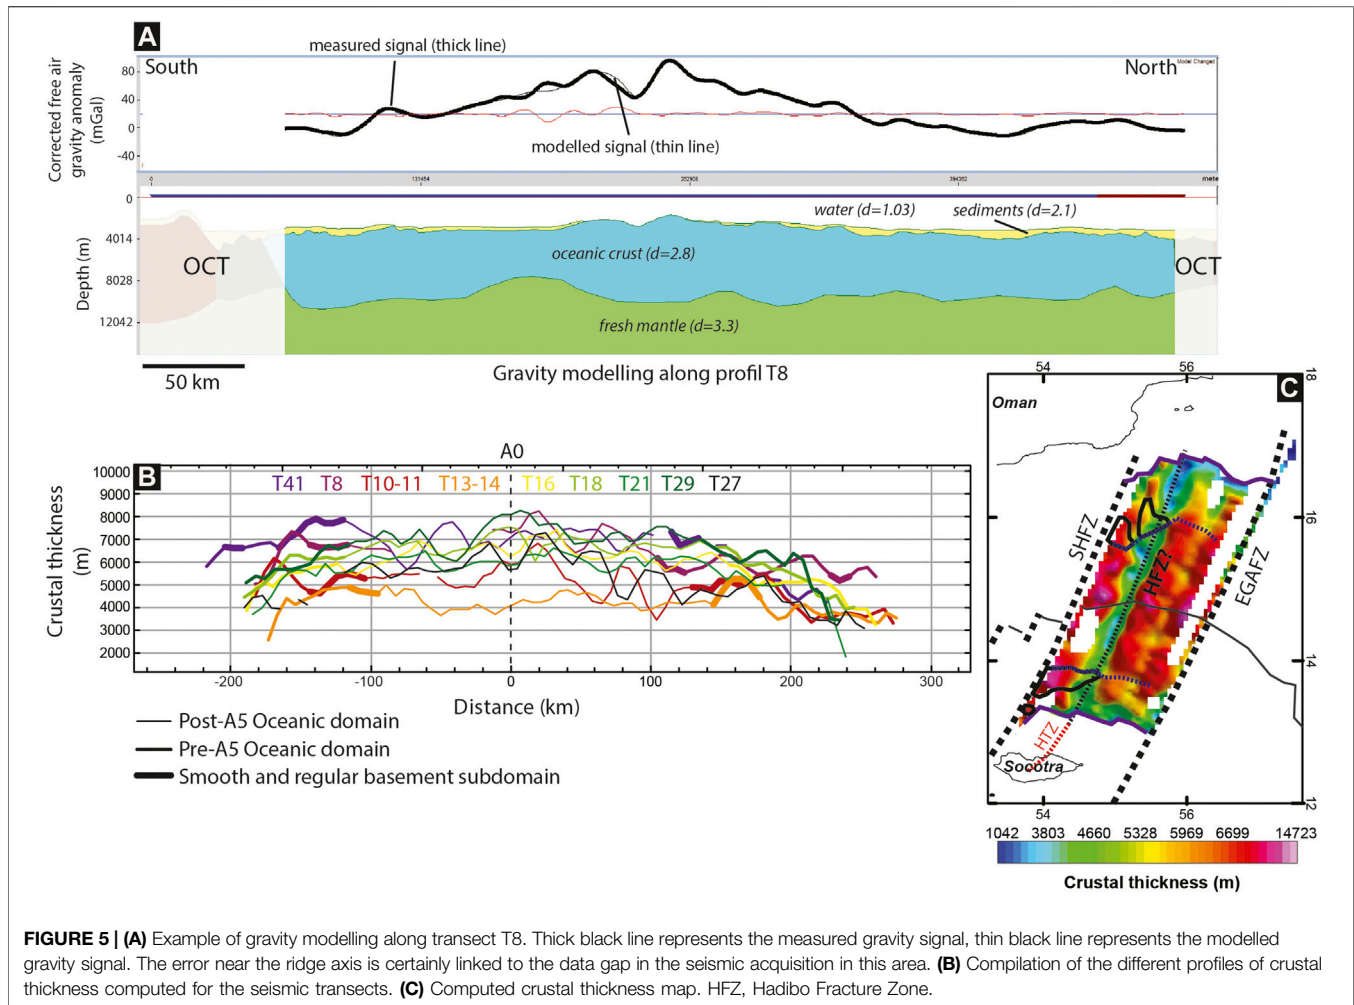 A
measured signal (thick line)
South
North
Model Changed
Corrected free air
gravity anomaly
(mGal)
80
40
0
-40
modelled signal (thin line)
0
131454
262908
394362
mete
0
4014
8028
12042
Depth (m)
water (d=1.03)
sediments (d=2.1)
OCT
oceanic crust (d=2.8)
OCT
fresh mantle (d=3.3)
50 km
Gravity modelling along profil T8
B
A0
10000
9000
8000
7000
6000
5000
4000
3000
2000
Crustal thickness
(m)
T41 T8 T10-11 T13-14 T16 T18 T21 T29 T27
-200 -100 0 100 200 300
Distance (km)
Post-A5 Oceanic domain
Pre-A5 Oceanic domain
Smooth and regular basement subdomain
C
54 56
18
16
14
12
Oman
SHFZ
HFZ?
EGAFZ
HTZ
Socotra
54 56
1042 3803 4660 5328 5969 6699 14723
Crustal thickness (m)
FIGURE 5 | (A) Example of gravity modelling along transect T8. Thick black line represents the measured gravity signal, thin black line represents the modelled
gravity signal. The error near the ridge axis is certainly linked to the data gap in the seismic acquisition in this area. (B) Compilation of the different profiles of crustal
thickness computed for the seismic transects. (C) Computed crustal thickness map. HFZ, Hadibo Fracture Zone.